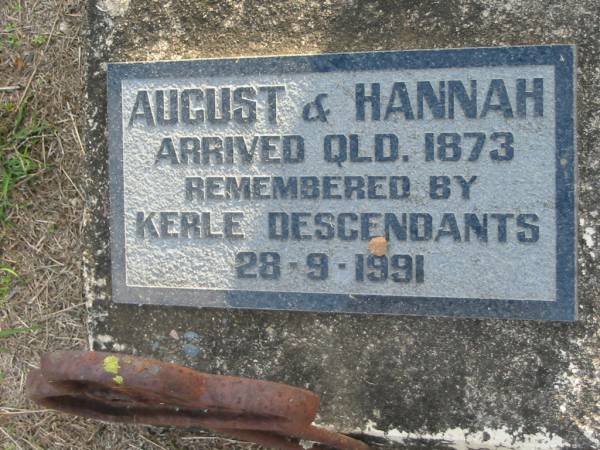 AUGUST & HANNAH
ARRIVED QLD. 1873
REMEMBERED BY
KERLE DESCENDANTS
28-9-1991